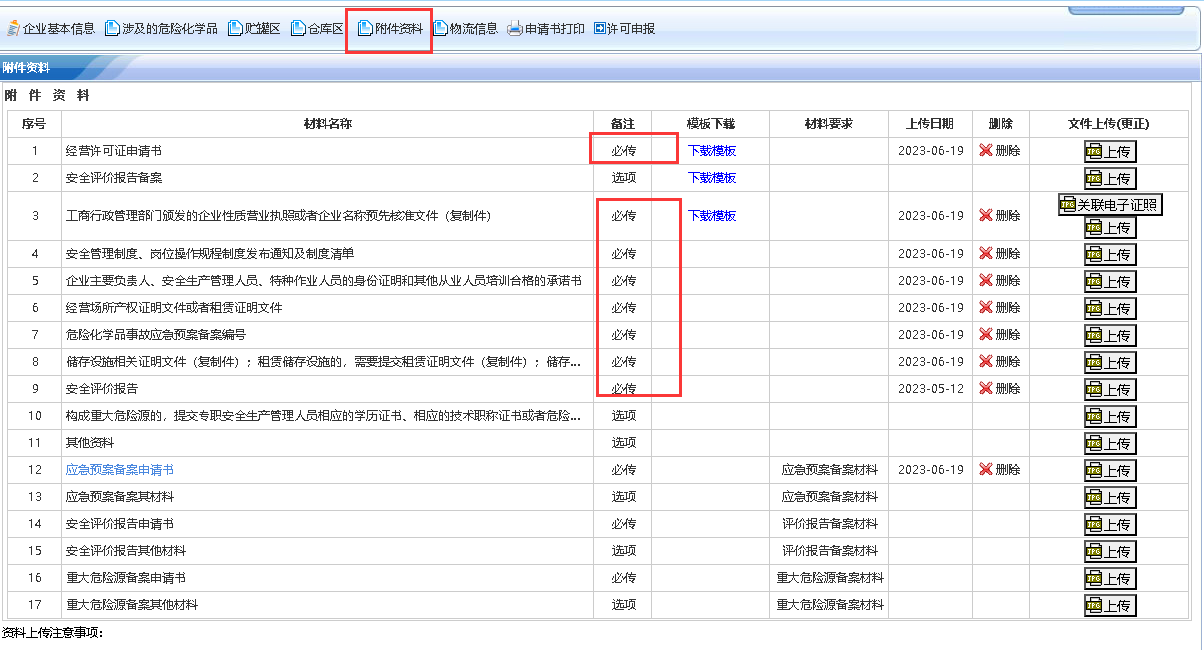 企业基本信息 涉及的危险化学品 贮罐区 仓库区 附件资料 物流信息 申请书打印 许可申报
附件资料
附 件 资 料
序号 材料名称 备注 模板下载 材料要求 上传日期 删除 文件上传(更正)
1 经营许可证申请书 必传 下载模板 2023-06-19 删除 上传
2 安全评价报告备案 选项 下载模板 上传
3 工商行政管理部门颁发的企业性质营业执照或者企业名称预先核准文件（复制件） 必传 下载模板 2023-06-19 删除 关联电子证照
上传
4 安全管理制度、岗位操作规程制度发布通知及制度清单 必传 2023-06-19 删除 上传
5 企业主要负责人、安全生产管理人员、特种作业人员的身份证明和其他从业人员培训合格的承诺书 必传 2023-06-19 删除 上传
6 经营场所产权证明文件或者租赁证明文件 必传 2023-06-19 删除 上传
7 危险化学品事故应急预案备案编号 必传 2023-06-19 删除 上传
8 储存设施相关证明文件（复制件）；租赁储存设施的，需要提交租赁证明文件（复制件）；储存... 必传 2023-06-19 删除 上传
9 安全评价报告 必传 2023-05-12 删除 上传
10 构成重大危险源的，提交专职安全生产管理人员相应的学历证书、相应的技术职称证书或者危险... 选项 上传
11 其他资料 选项 上传
12 应急预案备案申请书 必传 应急预案备案材料 2023-06-19 删除 上传
13 应急预案备案其材料 选项 应急预案备案材料 上传
14 安全评价报告申请书 必传 评价报告备案材料 上传
15 安全评价报告其他材料 选项 评价报告备案材料 上传
16 重大危险源备案申请书 必传 重大危险源备案材料 上传
17 重大危险源备案其他材料 选项 重大危险源备案材料 上传
资料上传注意事项：